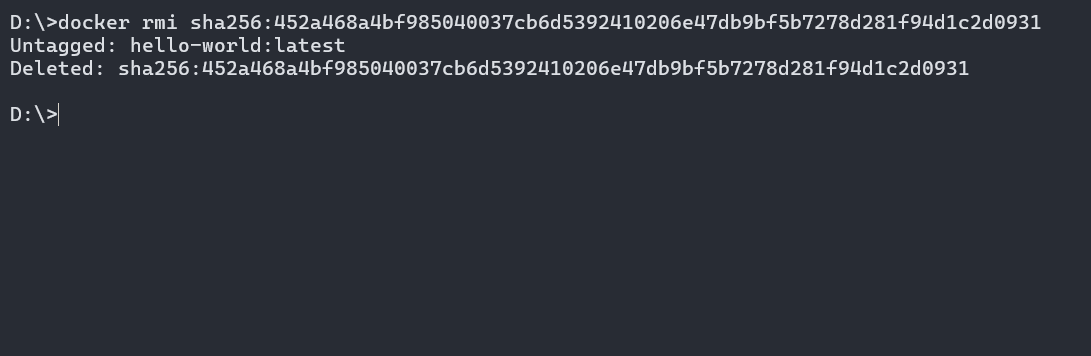 D:\>docker rmi sha256:452a468a4bf985040037cb6d5392410206e47db9bf5b7278d281f94d1c2d0931
Untagged: hello-world:latest
Deleted: sha256:452a468a4bf985040037cb6d5392410206e47db9bf5b7278d281f94d1c2d0931
D:\>